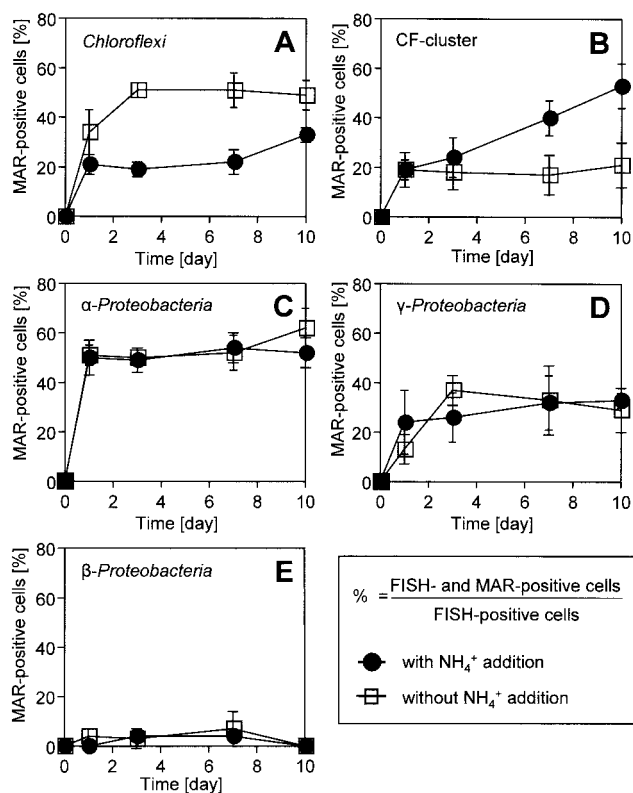 A
Chloroflexi
MAR-positive cells [%]
80
60
40
20
0
0 2 4 6 8 10
Time [day]
B
CF-cluster
MAR-positive cells [%]
80
60
40
20
0
0 2 4 6 8 10
Time [day]
C
α-Proteobacteria
MAR-positive cells [%]
80
60
40
20
0
0 2 4 6 8 10
Time [day]
D
γ-Proteobacteria
MAR-positive cells [%]
80
60
40
20
0
0 2 4 6 8 10
Time [day]
E
β-Proteobacteria
MAR-positive cells [%]
80
60
40
20
0
0 2 4 6 8 10
Time [day]
% = FISH- and MAR-positive cells
FISH-positive cells
with NH₄⁺ addition
without NH₄⁺ addition